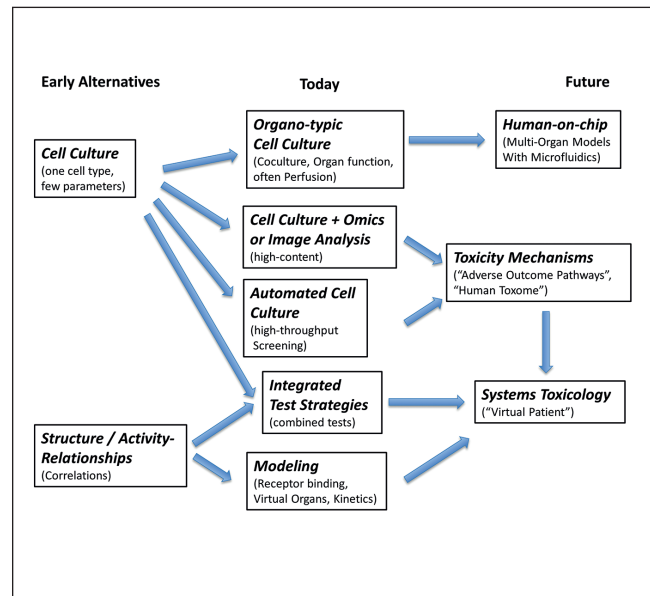 Early Alternatives
Today
Future
Cell Culture
(one cell type,
few parameters)
Organo-typic
Cell Culture
(Coculture, Organ function,
often Perfusion)
Human-on-chip
(Multi-Organ Models
With Microfluidics)
Cell Culture + Omics
or Image Analysis
(high-content)
Toxicity Mechanisms
(“Adverse Outcome Pathways”,
“Human Toxome”)
Automated Cell
Culture
(high-throughput
Screening)
Integrated
Test Strategies
(combined tests)
Systems Toxicology
(“Virtual Patient”)
Structure / Activity-
Relationships
(Correlations)
Modeling
(Receptor binding,
Virtual Organs, Kinetics)